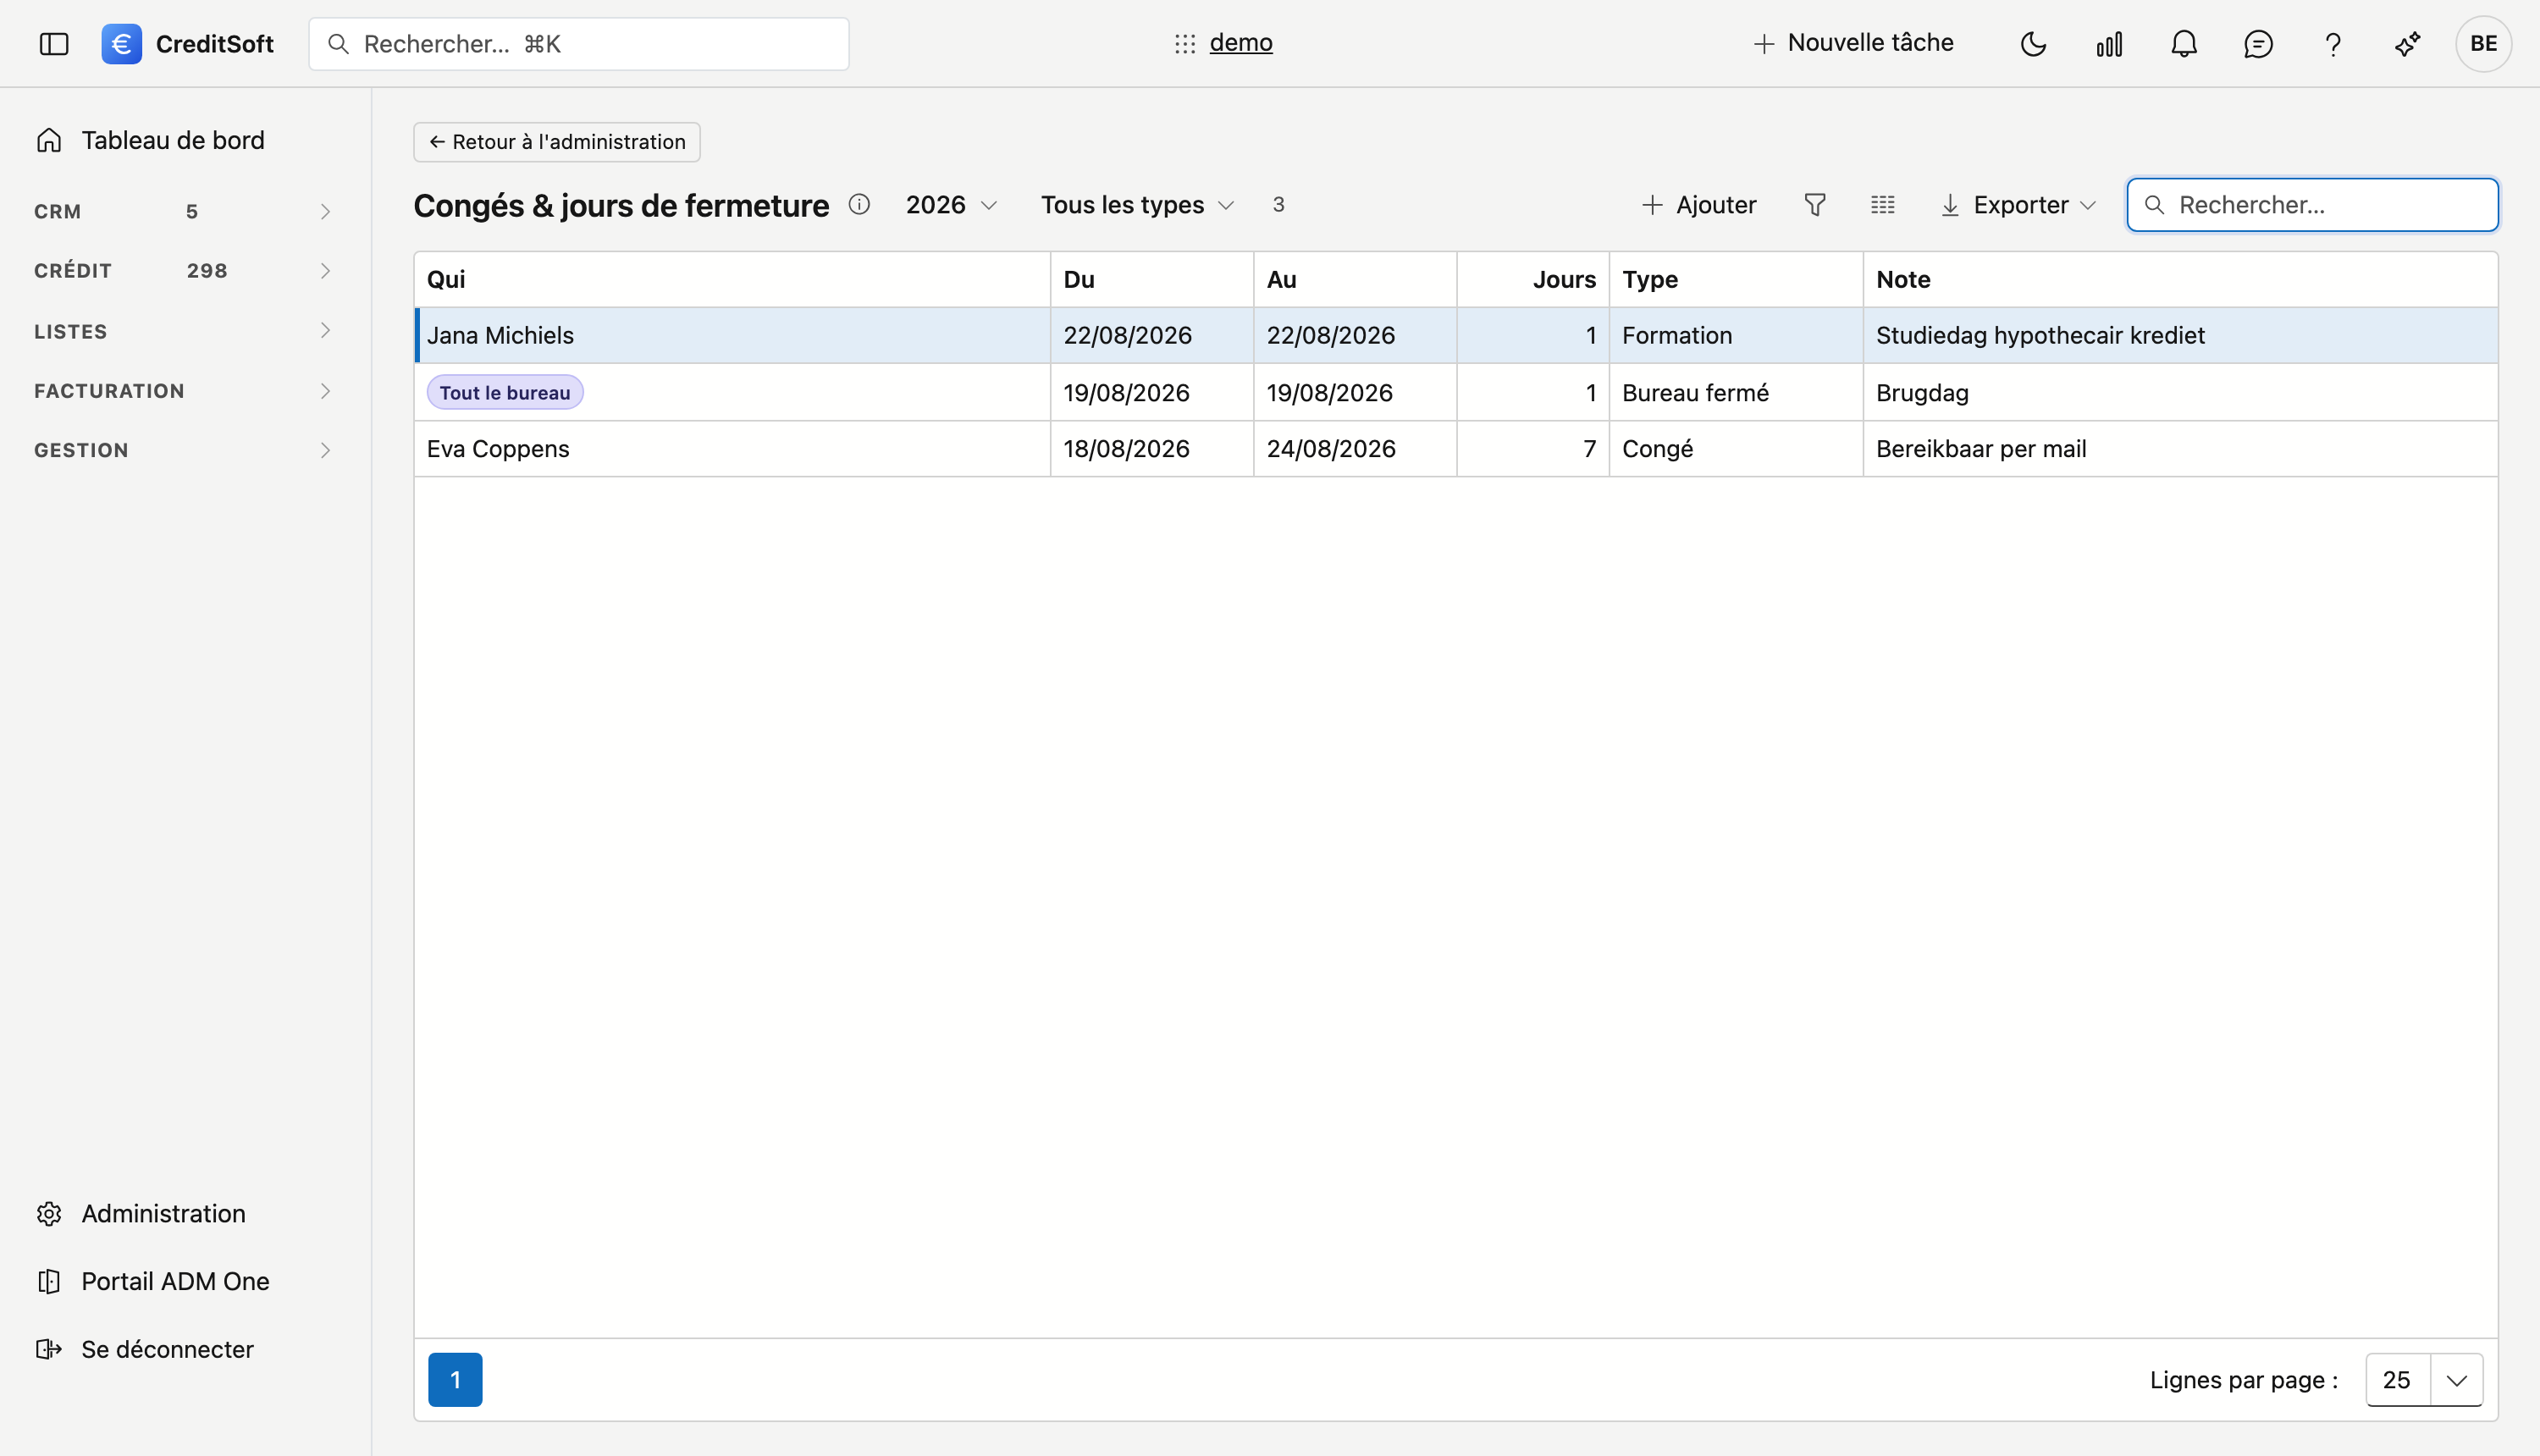 € CreditSoft
Rechercher... ⌘K
demo
Nouvelle tâche
? 
BE
Tableau de bord
CRM 5
CRÉDIT 298
LISTES
FACTURATION
GESTION
Administration
Portail ADM One
Se déconnecter
← Retour à l'administration
Congés & jours de fermeture 2026 Tous les types 3
Ajouter Exporter Rechercher...
Qui Du Au Jours Type Note
Jana Michiels 22/08/2026 22/08/2026 1 Formation Studiedag hypothecair krediet
Tout le bureau 19/08/2026 19/08/2026 1 Bureau fermé Brugdag
Eva Coppens 18/08/2026 24/08/2026 7 Congé Bereikbaar per mail
1 Lignes par page : 25